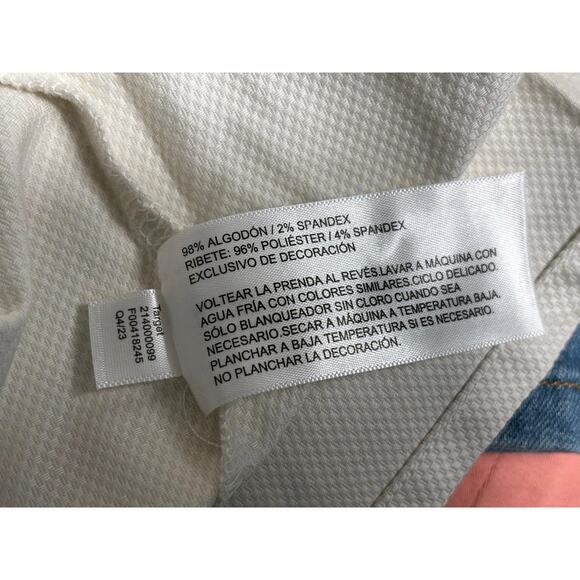 98% ALGODÓN / 2% SPANDEX
RIBETE: 96% POLIÉSTER / 4% SPANDEX
EXCLUSIVO DE DECORACIÓN
VOLTEAR LA PRENDA AL REVÉS.LAVAR A MÁQUINA CON
AGUA FRÍA CON COLORES SIMILARES.CICLO DELICADO.
SÓLO BLANQUEADOR SIN CLORO CUANDO SEA
NECESARIO.SECAR A MÁQUINA A TEMPERATURA BAJA.
PLANCHAR A BAJA TEMPERATURA SI ES NECESARIO.
NO PLANCHAR LA DECORACIÓN.
Target
214000099
F00418245
Q4/23